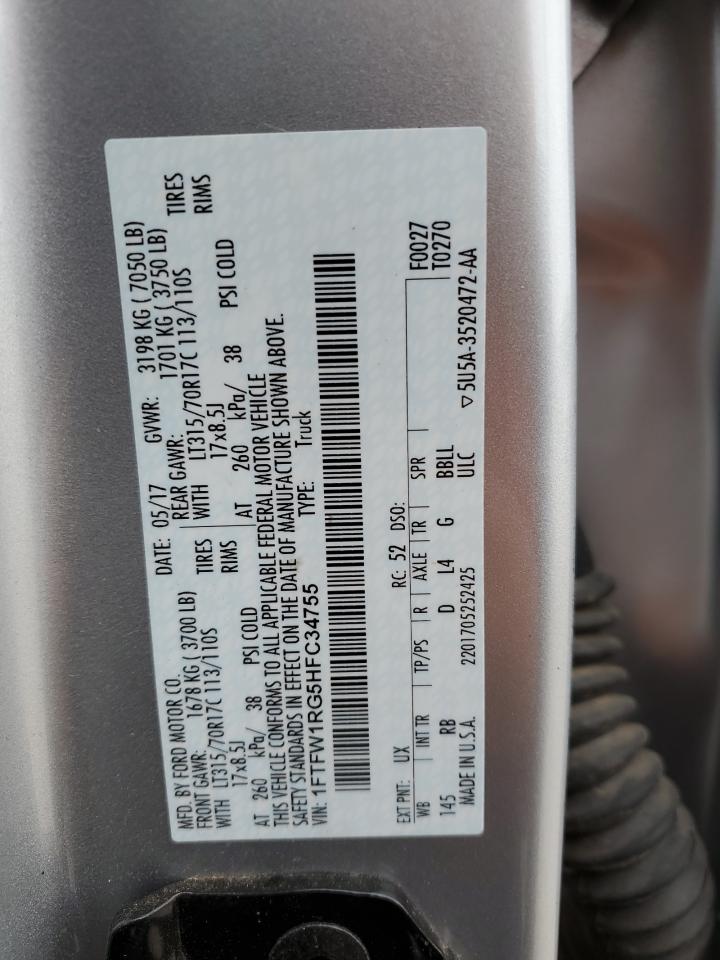 MFD. BY FORD MOTOR CO. DATE: 05/17 GVWR: 3198 KG ( 7050 LB)
FRONT GAWR: 1678 KG ( 3700 LB) REAR GAWR: 1701 KG ( 3750 LB)
WITH LT315/70R17C 113/110S TIRES WITH LT315/70R17C 113/110S TIRES
17x8.5J RIMS 17x8.5J RIMS
AT 260 kPa/ 38 PSI COLD AT 260 kPa/ 38 PSI COLD
THIS VEHICLE CONFORMS TO ALL APPLICABLE FEDERAL MOTOR VEHICLE
SAFETY STANDARDS IN EFFECT ON THE DATE OF MANUFACTURE SHOWN ABOVE.
VIN: 1FTFW1RG5HFC34755 TYPE: Truck
EXT PNT: UX RC: 52 DSO: F0027
WB INT TR TP/PS R AXLE TR SPR T0270
145 RB D L4 G BBLL
MADE IN U.S.A. 2201705252425 ULC ▽ 5U5A-3520472-AA